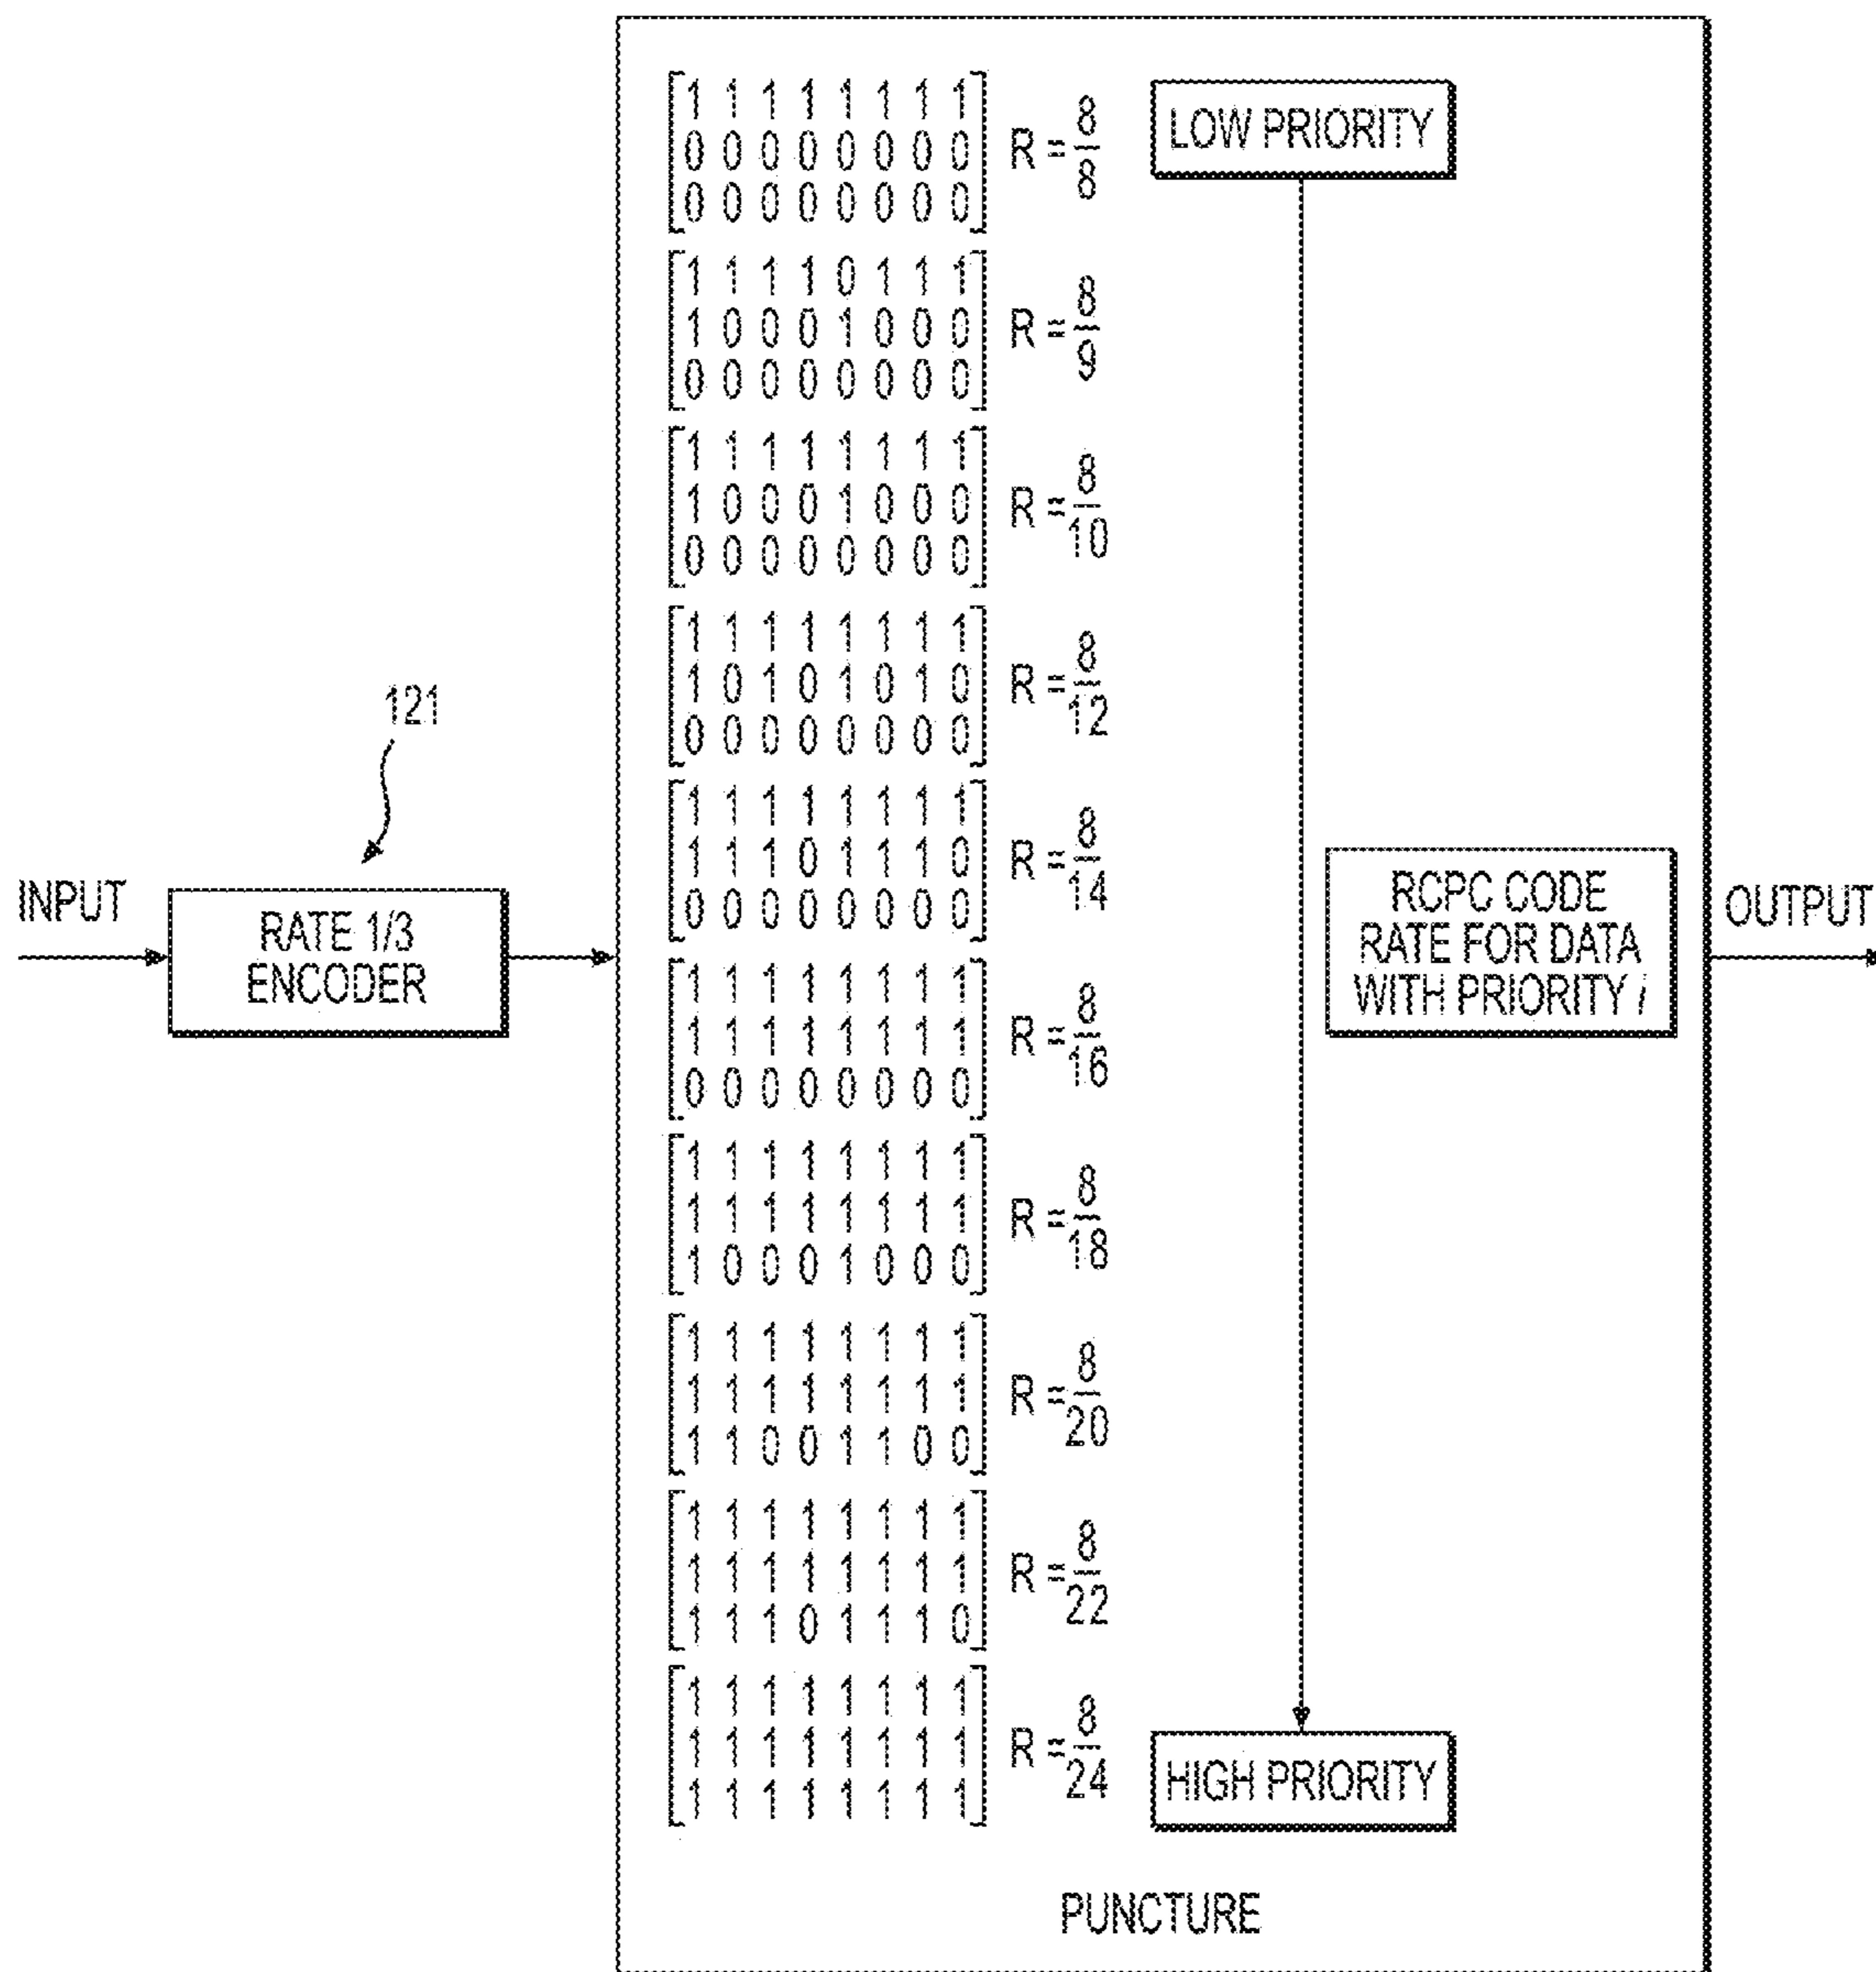 1 1 1 1 1 1 1 1
0 0 0 0 0 0 0 0
0 0 0 0 0 0 0 0
R = 8/8
LOW PRIORITY
1 1 1 1 0 1 1 1
1 0 0 0 1 0 0 0
0 0 0 0 0 0 0 0
R = 8/9
1 1 1 1 1 1 1 1
1 0 0 0 1 0 0 0
0 0 0 0 0 0 0 0
R = 8/10
1 1 1 1 1 1 1 1
1 0 1 0 1 0 1 0
0 0 0 0 0 0 0 0
R = 8/12
121
1 1 1 1 1 1 1 1
1 1 1 0 1 1 1 0
0 0 0 0 0 0 0 0
R = 8/14
INPUT
RATE 1/3
ENCODER
RCPC CODE
RATE FOR DATA
WITH PRIORITY i
OUTPUT
1 1 1 1 1 1 1 1
1 1 1 1 1 1 1 1
0 0 0 0 0 0 0 0
R = 8/16
1 1 1 1 1 1 1 1
1 1 1 1 1 1 1 1
1 0 0 0 1 0 0 0
R = 8/18
1 1 1 1 1 1 1 1
1 1 1 1 1 1 1 1
1 1 0 0 1 1 0 0
R = 8/20
1 1 1 1 1 1 1 1
1 1 1 1 1 1 1 1
1 1 1 0 1 1 1 0
R = 8/22
1 1 1 1 1 1 1 1
1 1 1 1 1 1 1 1
1 1 1 1 1 1 1 1
R = 8/24
HIGH PRIORITY
PUNCTURE